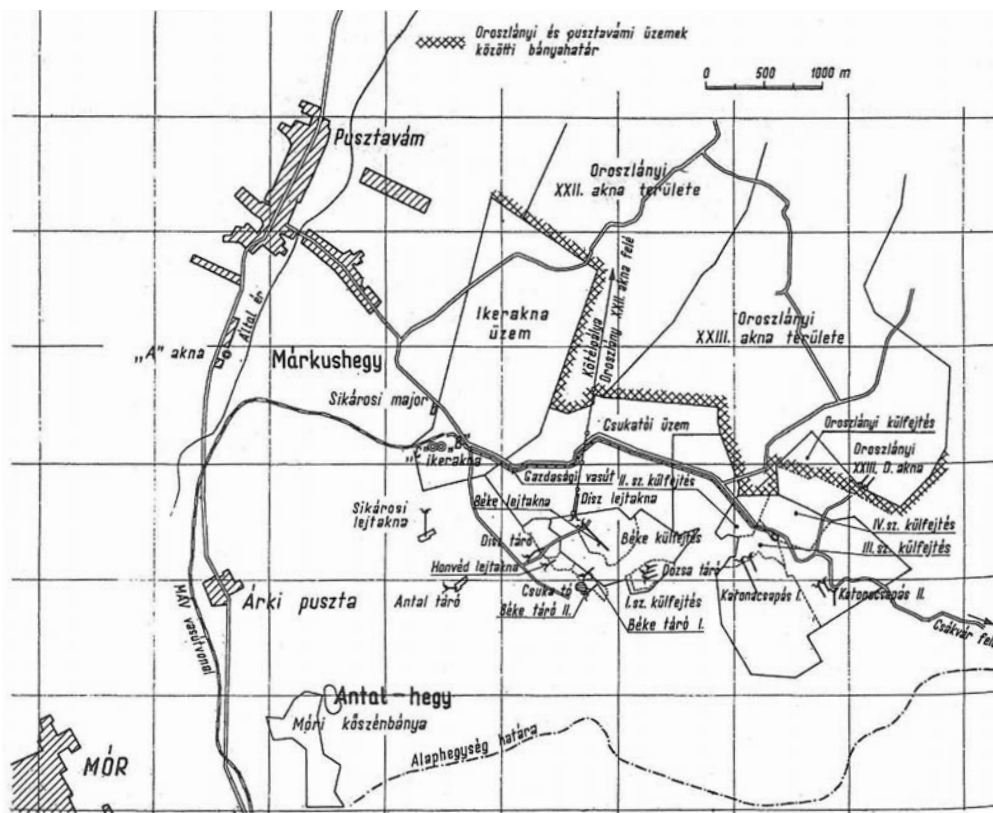 Oroszlányi és pusztavámi üzemek
közötti bányahatár
0 500 1000 m
Pusztavám
Oroszlányi
XXII. akna területe
Által ér
Ikerakna
üzem
Kötélpálya
Oroszlány XXII. akna felé
Oroszlányi
XXIII. akna területe
„A" akna
Márkushegy
Sikárosi major
Csukatói üzem
Oroszlányi külfejtés
Oroszlányi
XXIII. D. akna
„C" „B"
ikerakna
Gazdasági vasút
II. sz. külfejtés
Béke lejtakna
Dísz lejtakna
Sikárosi
lejtakna
IV. sz. külfejtés
Dísz táró
Béke külfejtés
III. sz. külfejtés
Honvéd lejtakna
Dózsa táró
Antal táró
Csuka tó
I. sz. külfejtés
Katonacsapás I.
Katonacsapás II.
Béke táró II.
Béke táró I.
Árki puszta
Csákvár felé
MÁV vasútvonal
Antal-hegy
Móri kőszénbánya
Alaphegység határa
MÓR